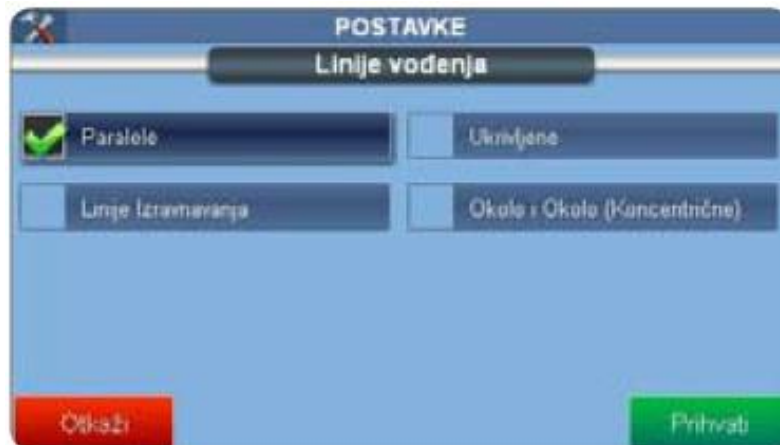 POSTAVKE
Linije vođenja
Paralele
Ukrivljene
Linije Izravnavanja
Okolo i Okolo (Koncentrične)
Otkaži
Prihvati